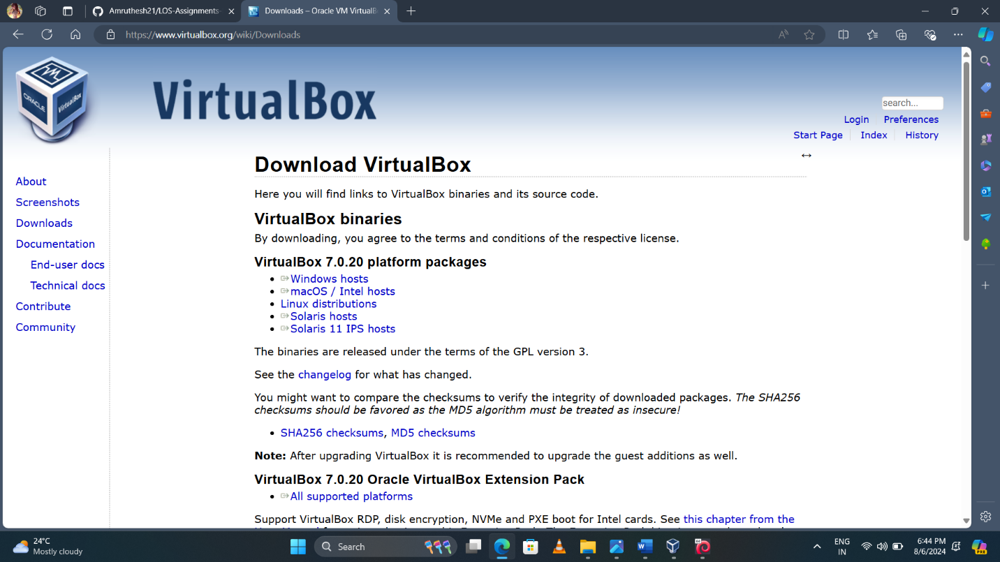 Amruthesh21/LOS-Assignments-
Downloads – Oracle VM VirtualB
https://www.virtualbox.org/wiki/Downloads
ORACLE
VirtualBox
VirtualBox
search...
Login Preferences
Start Page Index History
About
Screenshots
Downloads
Documentation
End-user docs
Technical docs
Contribute
Community
Download VirtualBox
Here you will find links to VirtualBox binaries and its source code.
VirtualBox binaries
By downloading, you agree to the terms and conditions of the respective license.
VirtualBox 7.0.20 platform packages
Windows hosts
macOS / Intel hosts
Linux distributions
Solaris hosts
Solaris 11 IPS hosts
The binaries are released under the terms of the GPL version 3.
See the changelog for what has changed.
You might want to compare the checksums to verify the integrity of downloaded packages. The SHA256
checksums should be favored as the MD5 algorithm must be treated as insecure!
SHA256 checksums, MD5 checksums
Note: After upgrading VirtualBox it is recommended to upgrade the guest additions as well.
VirtualBox 7.0.20 Oracle VirtualBox Extension Pack
All supported platforms
Support VirtualBox RDP, disk encryption, NVMe and PXE boot for Intel cards. See this chapter from the
24°C
Mostly cloudy
Search
ENG
IN
6:44 PM
8/6/2024
PRE